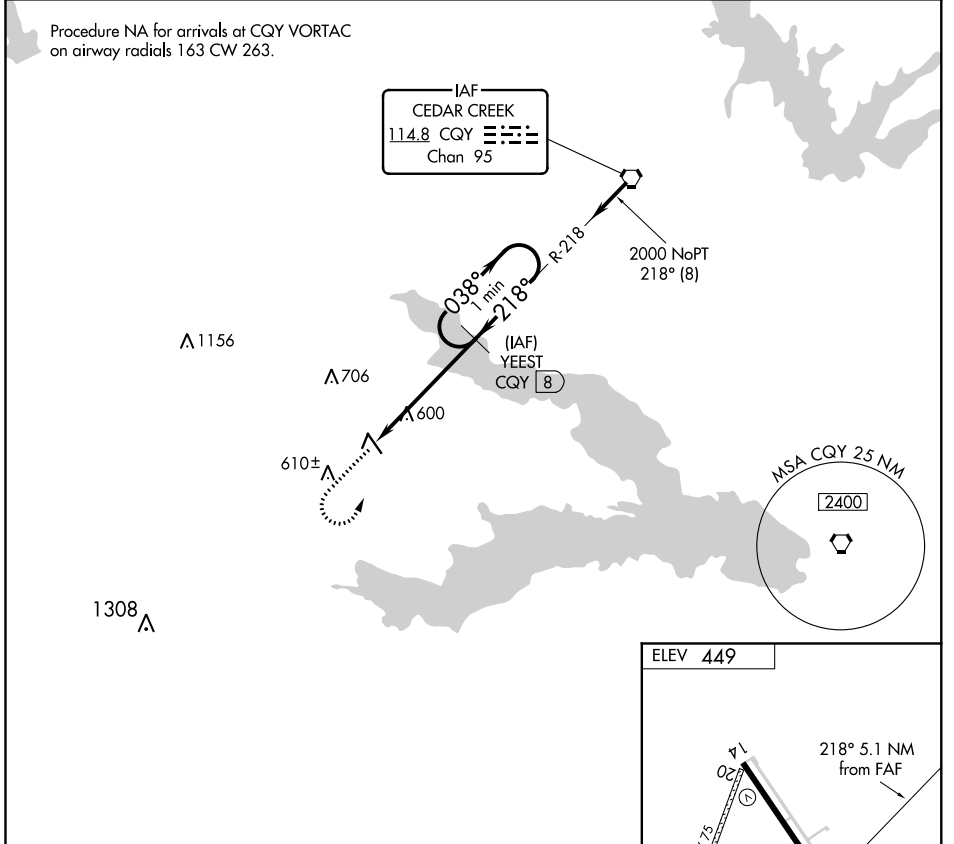 Procedure NA for arrivals at CQY VORTAC
on airway radials 163 CW 263.
IAF
CEDAR CREEK
114.8 CQY
Chan 95
R-218
2000 NoPT
218° (8)
038°
1 min
218°
(IAF)
YEEST
CQY 8
1156
706
600
610±
MSA CQY 25 NM
2400
1308
ELEV 449
14
20
218° 5.1 NM
from FAF
V